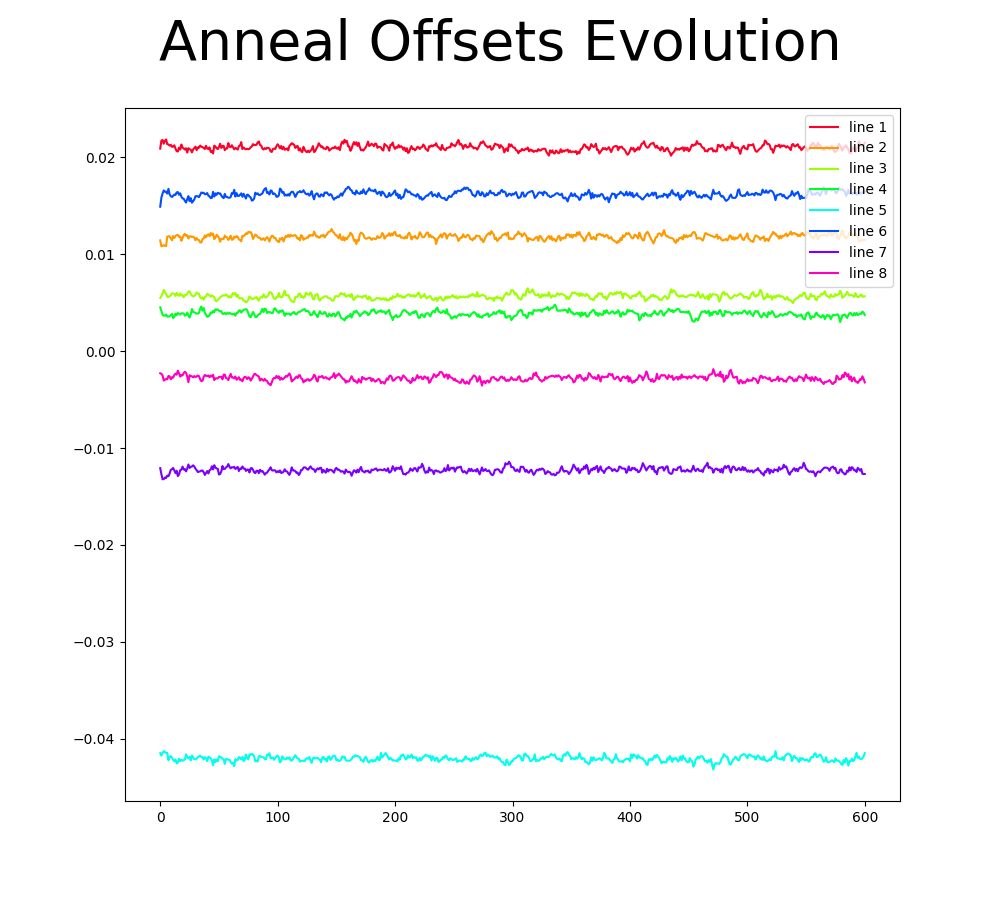 Anneal Offsets Evolution
line 1
line 2
line 3
line 4
line 5
line 6
line 7
line 8
0.02
0.01
0.00
−0.01
−0.02
−0.03
−0.04
0 100 200 300 400 500 600